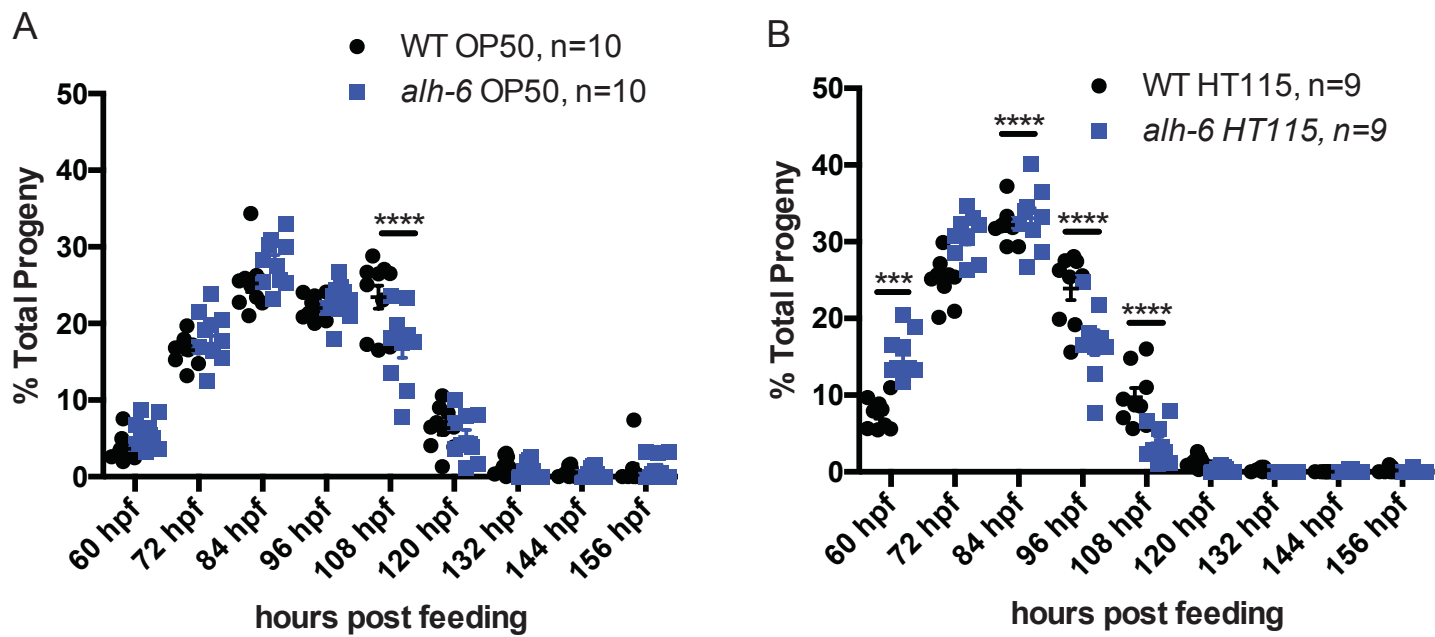 A
WT OP50, n=10
alh-6 OP50, n=10
% Total Progeny
50
40
30
20
10
0
****
60 hpf
72 hpf
84 hpf
96 hpf
108 hpf
120 hpf
132 hpf
144 hpf
156 hpf
hours post feeding
B
WT HT115, n=9
alh-6 HT115, n=9
% Total Progeny
50
40
30
20
10
0
***
****
****
****
60 hpf
72 hpf
84 hpf
96 hpf
108 hpf
120 hpf
132 hpf
144 hpf
156 hpf
hours post feeding